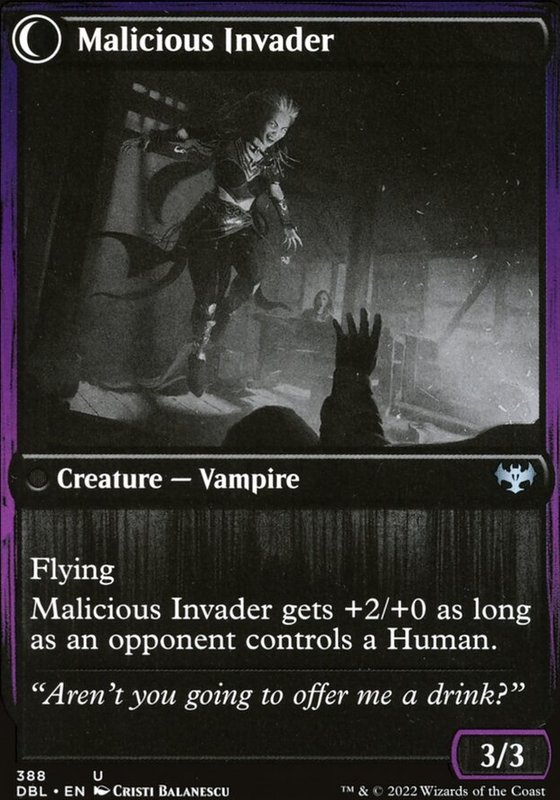 Malicious Invader
Creature — Vampire
Flying
Malicious Invader gets +2/+0 as long
as an opponent controls a Human.
“Aren’t you going to offer me a drink?”
3/3
388 U
DBL • EN Cristi Balanescu
™ & © 2022 Wizards of the Coast